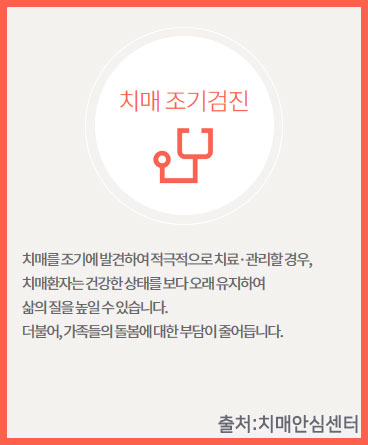 치매 조기검진
치매를 조기에 발견하여 적극적으로 치료·관리할 경우,
치매환자는 건강한 상태를 보다 오래 유지하여
삶의 질을 높일 수 있습니다.
더불어, 가족들의 돌봄에 대한 부담이 줄어듭니다.
출처:치매안심센터